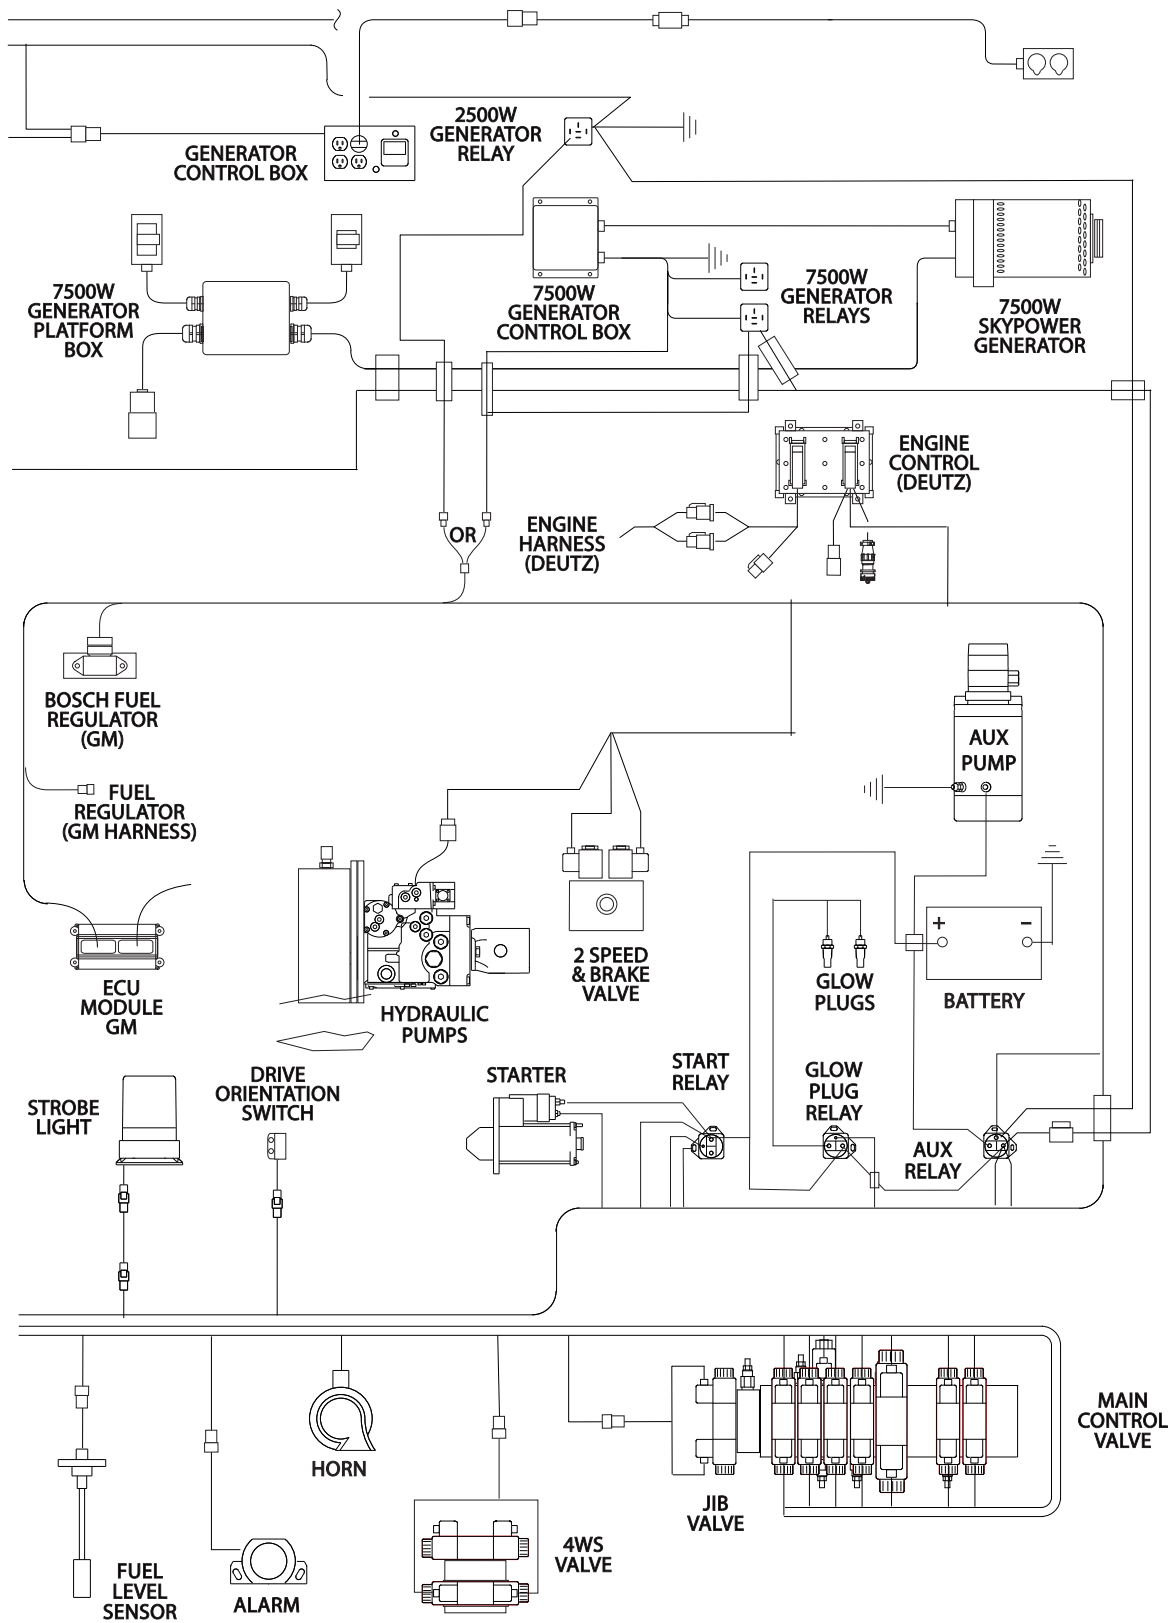 2500W
GENERATOR
RELAY
GENERATOR
CONTROL BOX
7500W
GENERATOR
PLATFORM
BOX
7500W
GENERATOR
CONTROL BOX
7500W
GENERATOR
RELAYS
7500W
SKYPOWER
GENERATOR
ENGINE
CONTROL
(DEUTZ)
OR
ENGINE
HARNESS
(DEUTZ)
BOSCH FUEL
REGULATOR
(GM)
AUX
PUMP
FUEL
REGULATOR
(GM HARNESS)
+
-
ECU
MODULE
GM
HYDRAULIC
PUMPS
2 SPEED
& BRAKE
VALVE
GLOW
PLUGS
BATTERY
STROBE
LIGHT
DRIVE
ORIENTATION
SWITCH
STARTER
START
RELAY
GLOW
PLUG
RELAY
AUX
RELAY
MAIN
CONTROL
VALVE
HORN
JIB
VALVE
4WS
VALVE
FUEL
LEVEL
SENSOR
ALARM